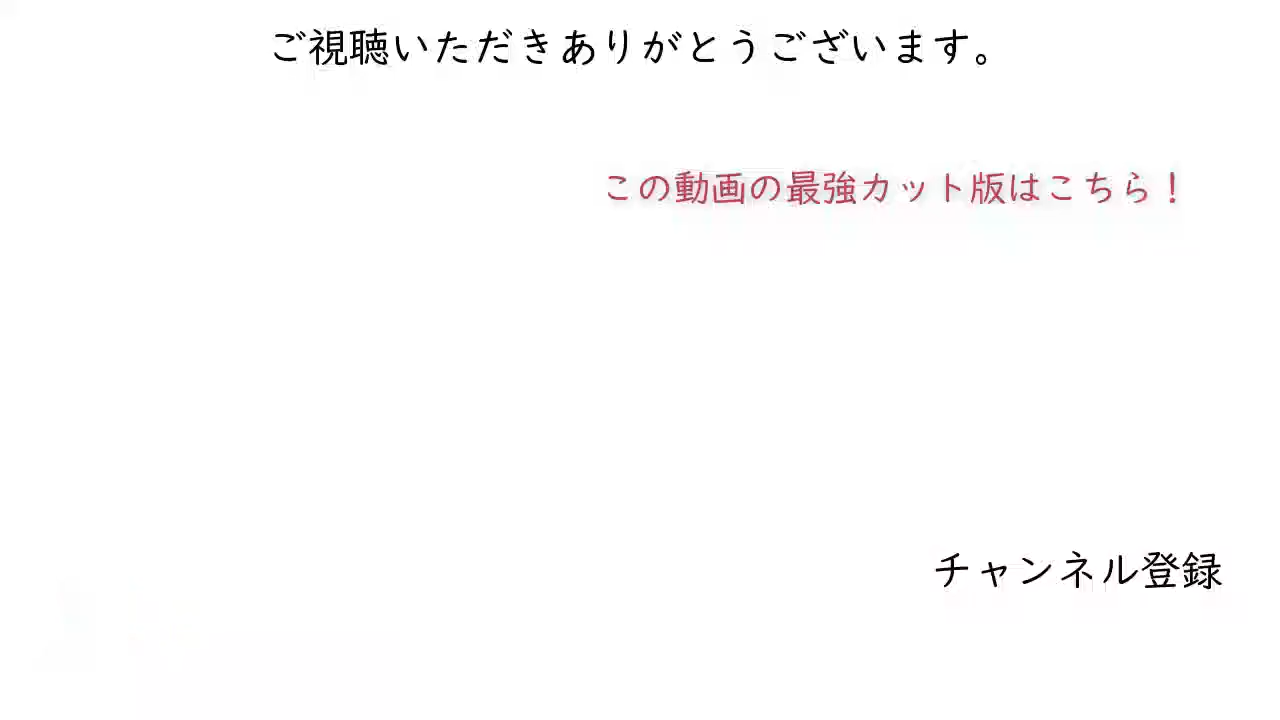 ご視聴いただきありがとうございます。
この動画の最強カット版はこちら！
チャンネル登録